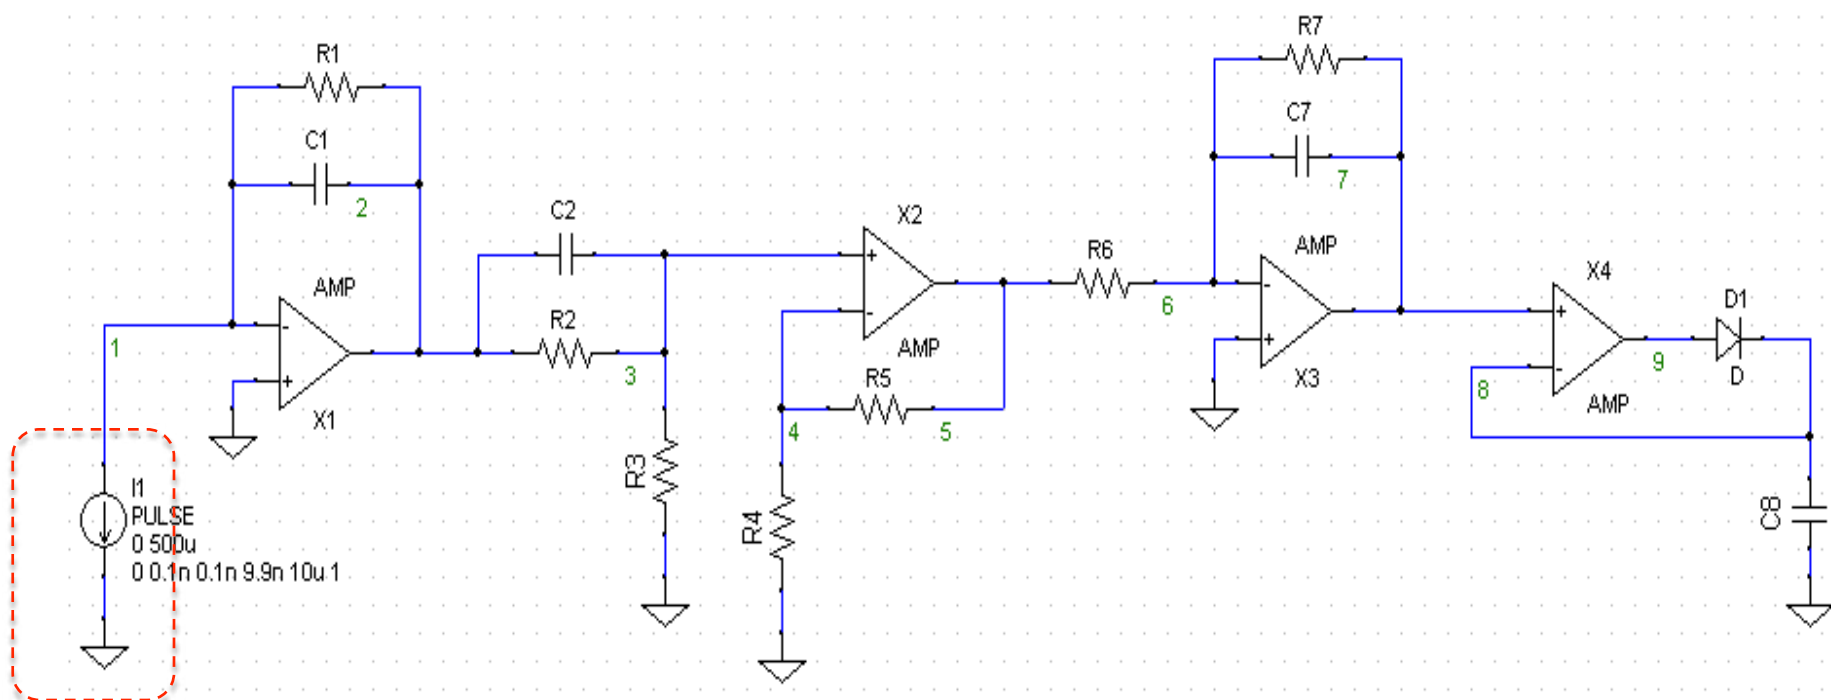 R1
C1
2
AMP
X1
1
I1
PULSE
0 500u
0 0.1n 0.1n 9.9n 10u 1
C2
R2
3
R3
X2
AMP
R5
4
5
R4
R6
6
R7
C7
7
AMP
X3
X4
AMP
8
9
D1
D
C8
+
-
+
-
-
+
+
-